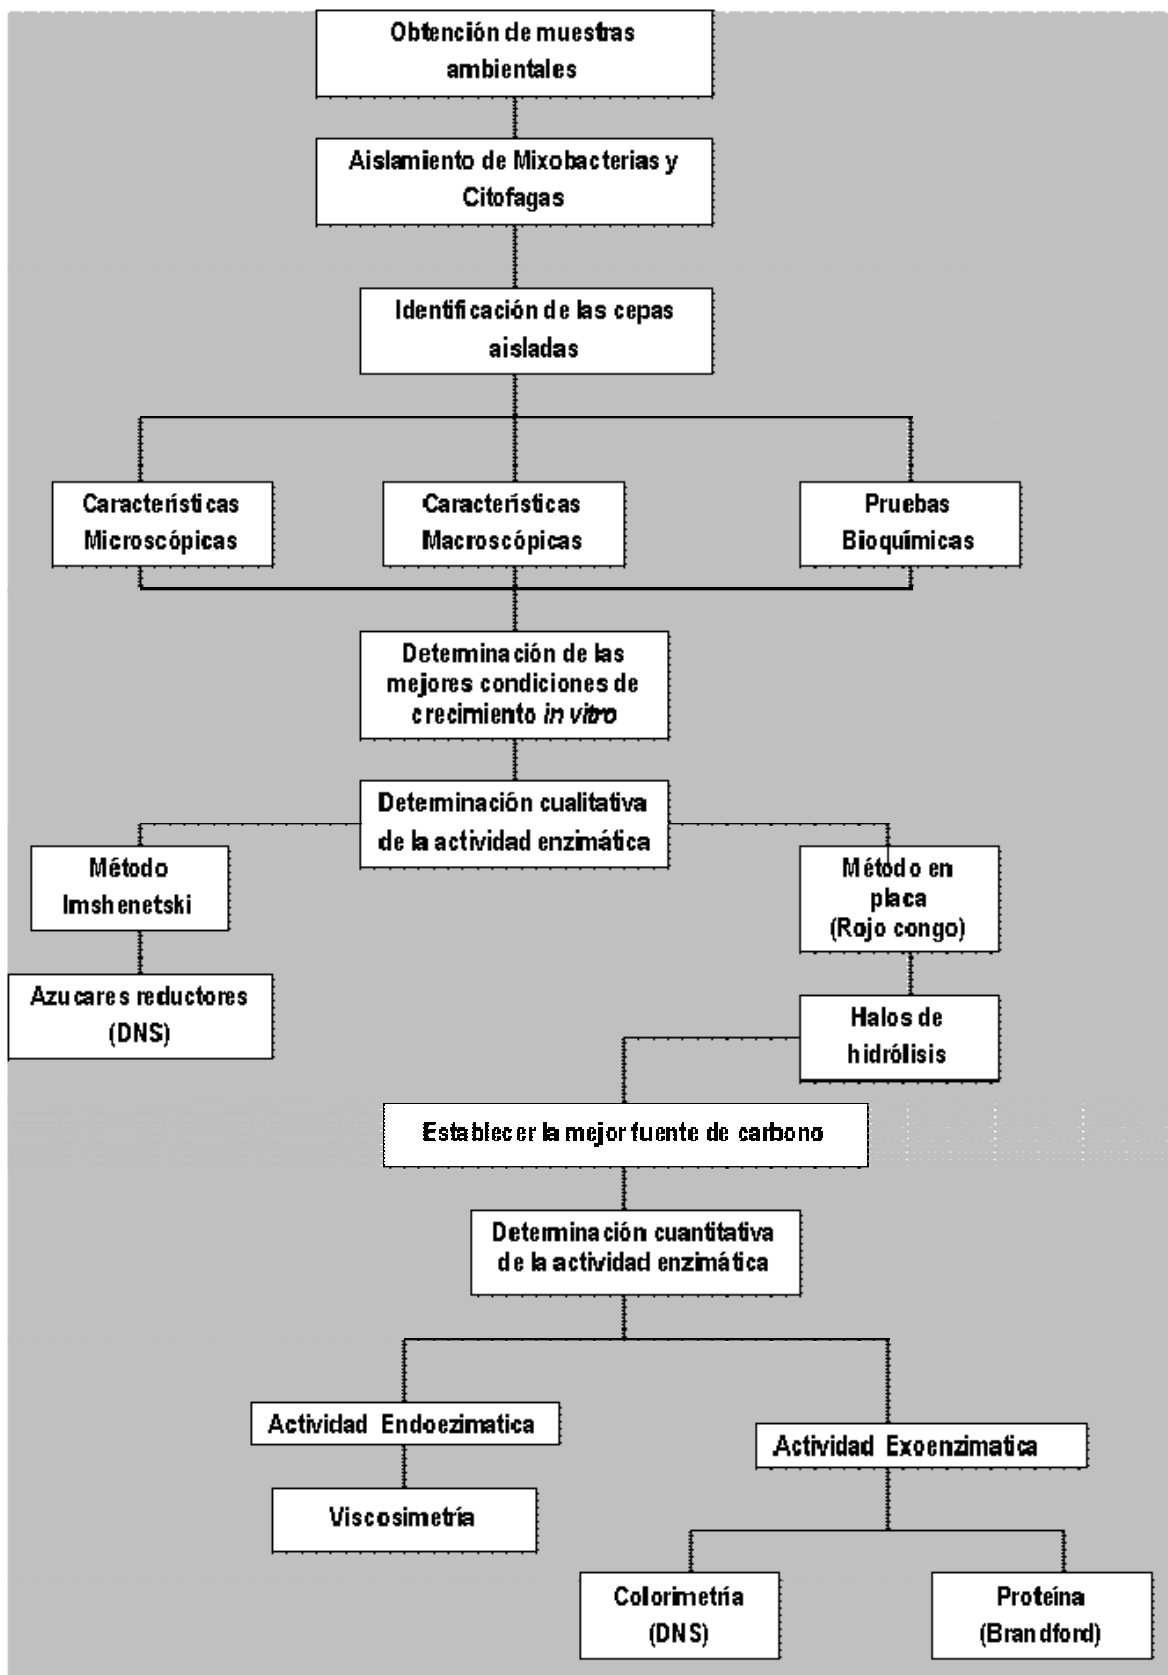 Obtención de muestras
ambientales
Aislamiento de Mixobacterias y
Citofagas
Identificación de las cepas
aisladas
Características
Microscópicas
Características
Macroscópicas
Pruebas
Bioquímicas
Determinación de las
mejores condiciones de
crecimiento in vitro
Determinación cualitativa
de la actividad enzimática
Método
Imshenetski
Método en
placa
(Rojo congo)
Azucares reductores
(DNS)
Halos de
hidrólisis
Establecer la mejor fuente de carbono
Determinación cuantitativa
de la actividad enzimática
Actividad Endoezimatica
Actividad Exoenzimatica
Viscosimetría
Colorimetría
(DNS)
Proteína
(Brandford)